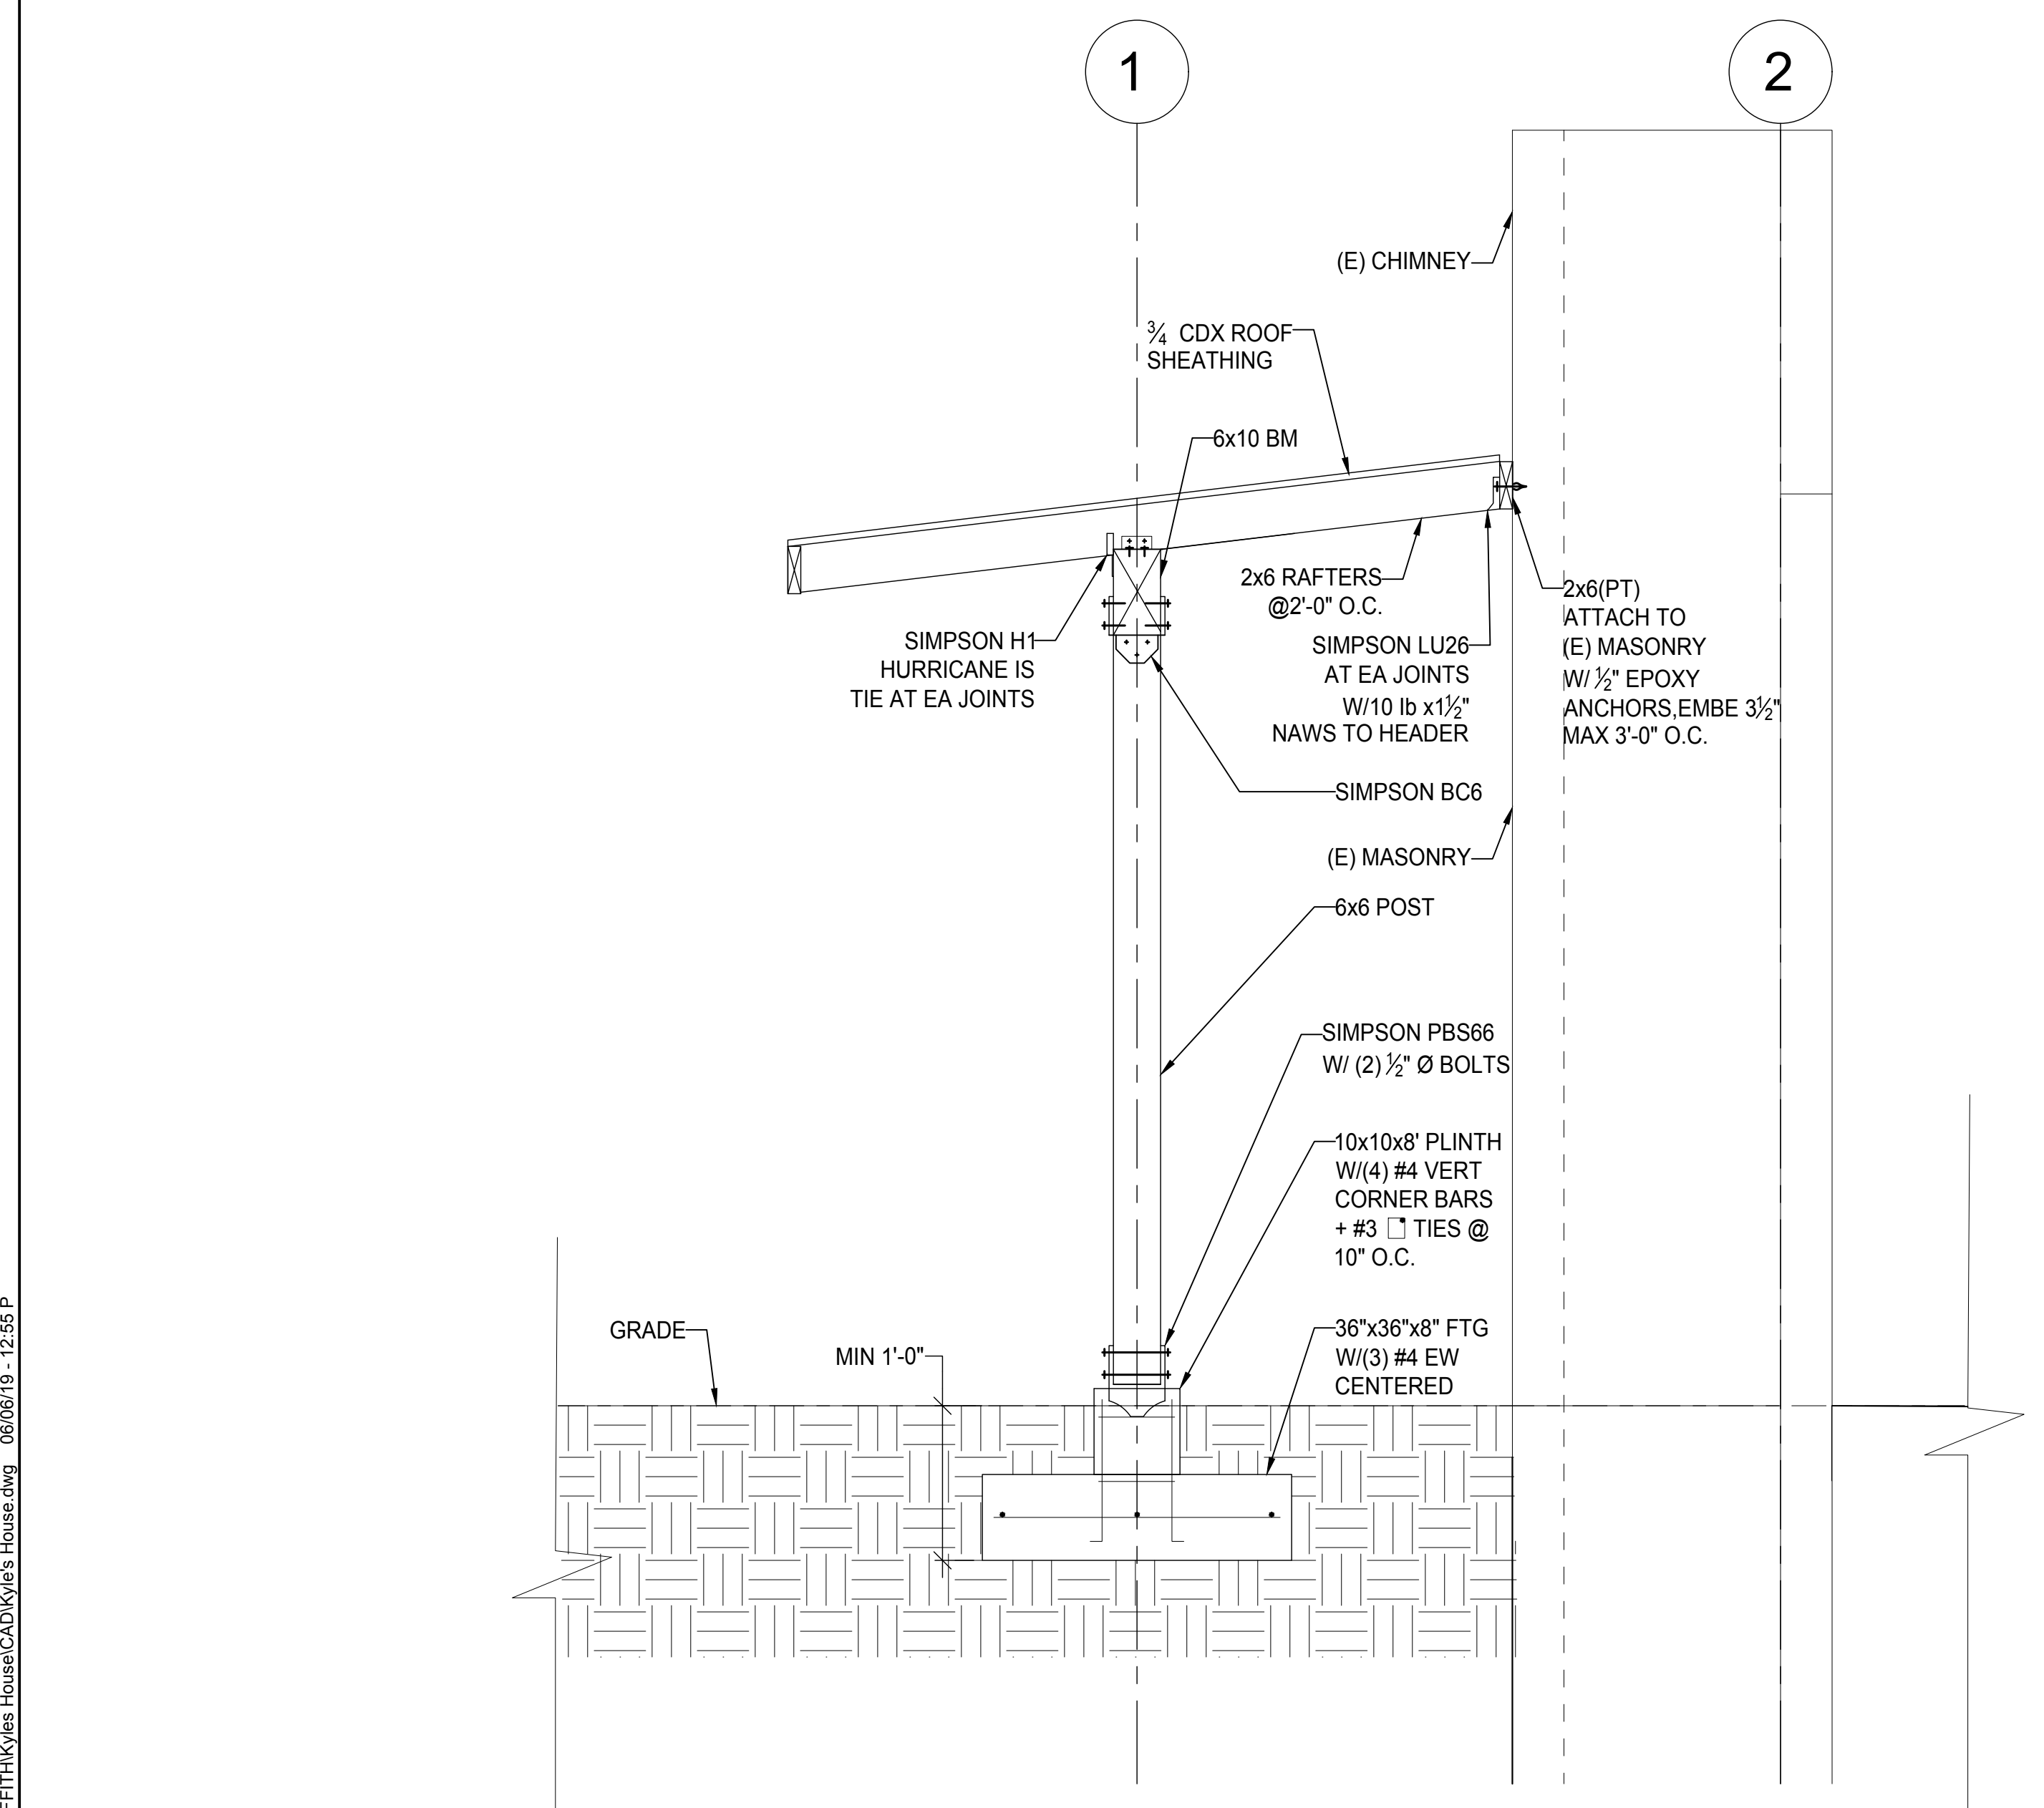 1
2
(E) CHIMNEY
¾ CDX ROOF
SHEATHING
6x10 BM
2x6 RAFTERS
@2'-0" O.C.
SIMPSON H1
HURRICANE IS
TIE AT EA JOINTS
SIMPSON LU26
AT EA JOINTS
W/10 lb x1½"
NAWS TO HEADER
2x6(PT)
ATTACH TO
(E) MASONRY
W/ ½" EPOXY
ANCHORS,EMBE 3½"
MAX 3'-0" O.C.
SIMPSON BC6
(E) MASONRY
6x6 POST
SIMPSON PBS66
W/ (2) ½" Ø BOLTS
10x10x8' PLINTH
W/(4) #4 VERT
CORNER BARS
+ #3 TIES @
10" O.C.
GRADE
MIN 1'-0"
36"x36"x8" FTG
W/(3) #4 EW
CENTERED
FFITH\Kyles House\CAD\Kyle's House.dwg 06/06/19 - 12:55 P